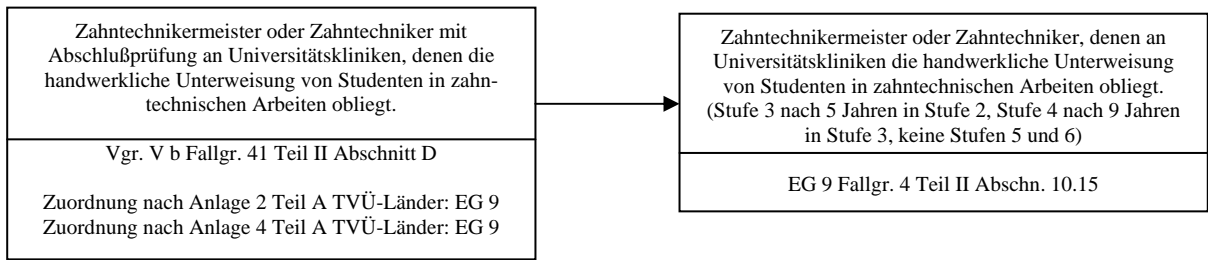 Zahntechnikermeister oder Zahntechniker mit
Abschlußprüfung an Universitätskliniken, denen die
handwerkliche Unterweisung von Studenten in zahn-
technischen Arbeiten obliegt.
Vgr. V b Fallgr. 41 Teil II Abschnitt D
Zuordnung nach Anlage 2 Teil A TVÜ-Länder: EG 9
Zuordnung nach Anlage 4 Teil A TVÜ-Länder: EG 9
Zahntechnikermeister oder Zahntechniker, denen an
Universitätskliniken die handwerkliche Unterweisung
von Studenten in zahntechnischen Arbeiten obliegt.
(Stufe 3 nach 5 Jahren in Stufe 2, Stufe 4 nach 9 Jahren
in Stufe 3, keine Stufen 5 und 6)
EG 9 Fallgr. 4 Teil II Abschn. 10.15